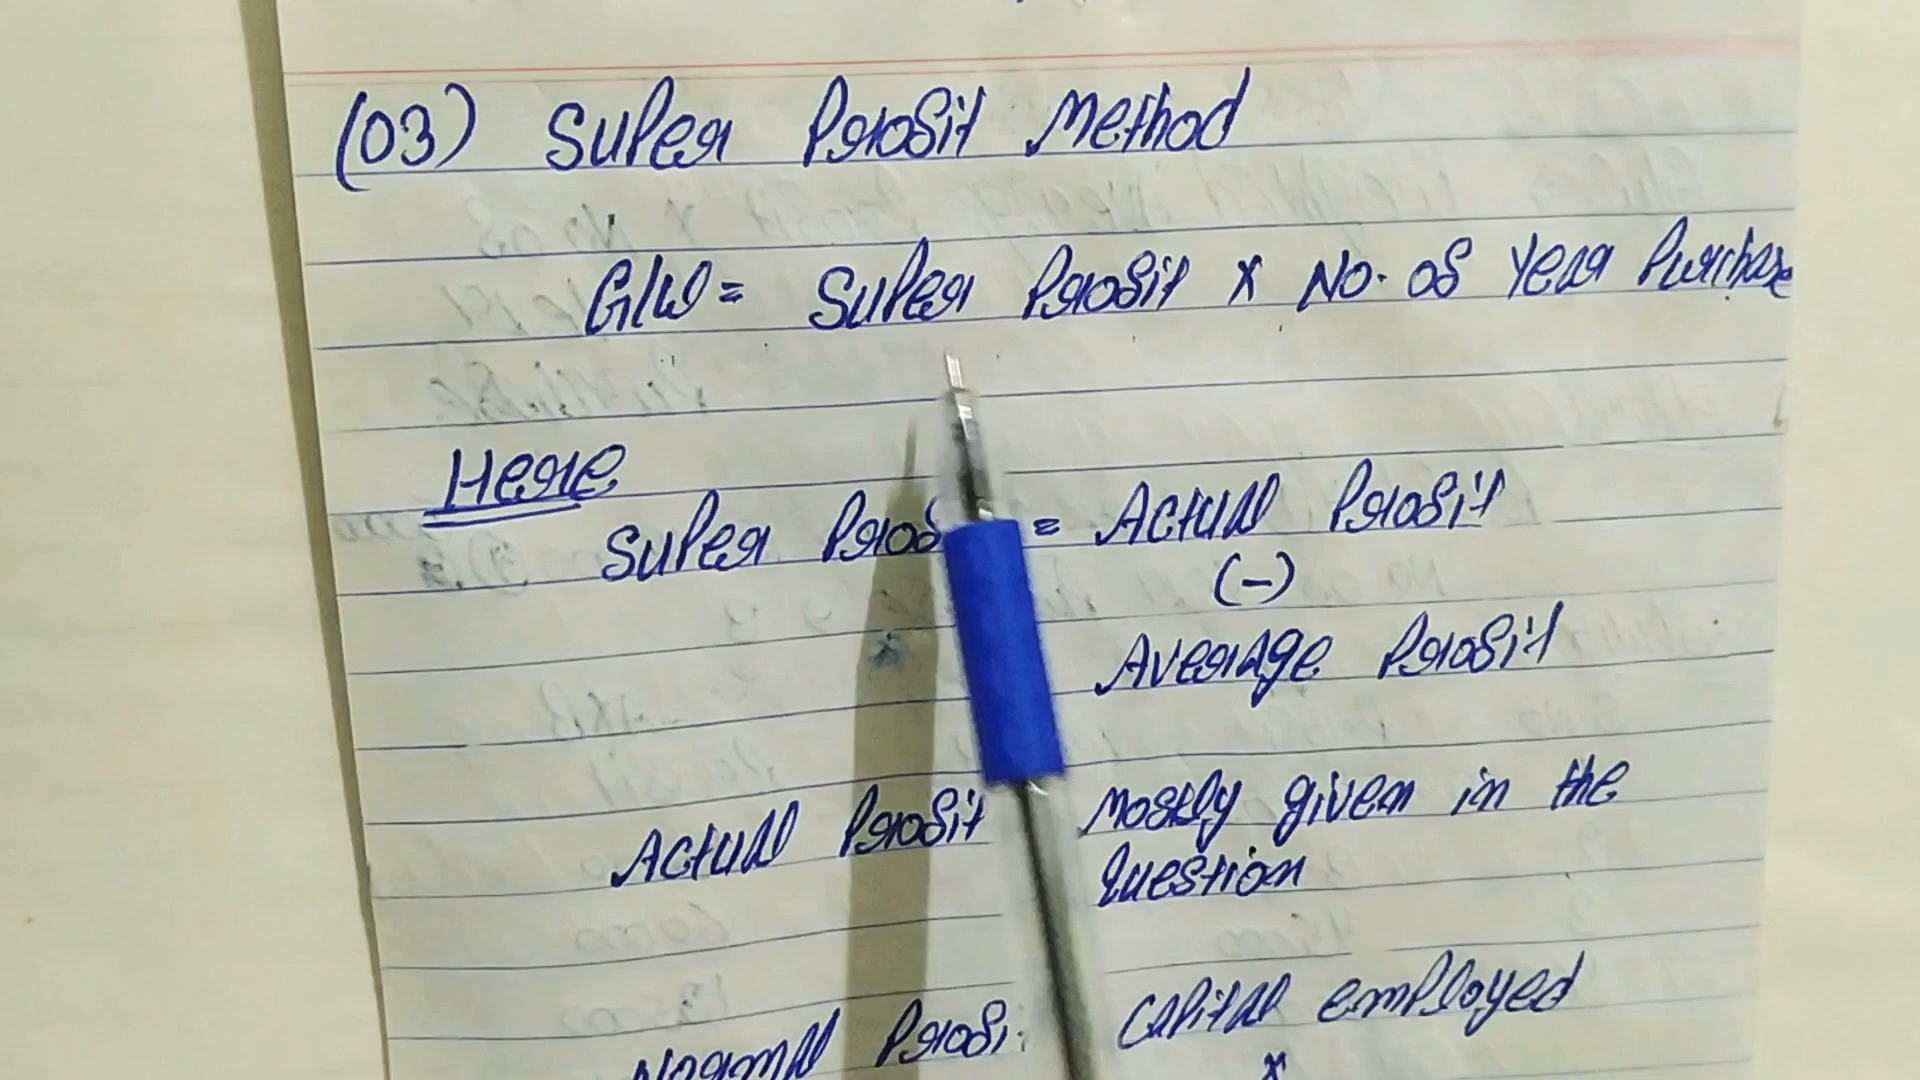 (03) Super Profit Method
G/W = Super Profit × No. of Year Purchase
Here
Super Prof = Actual Profit
(-)
Average Profit
Actual Profit mostly given in the
Question
Normal Profi Capital employed
×